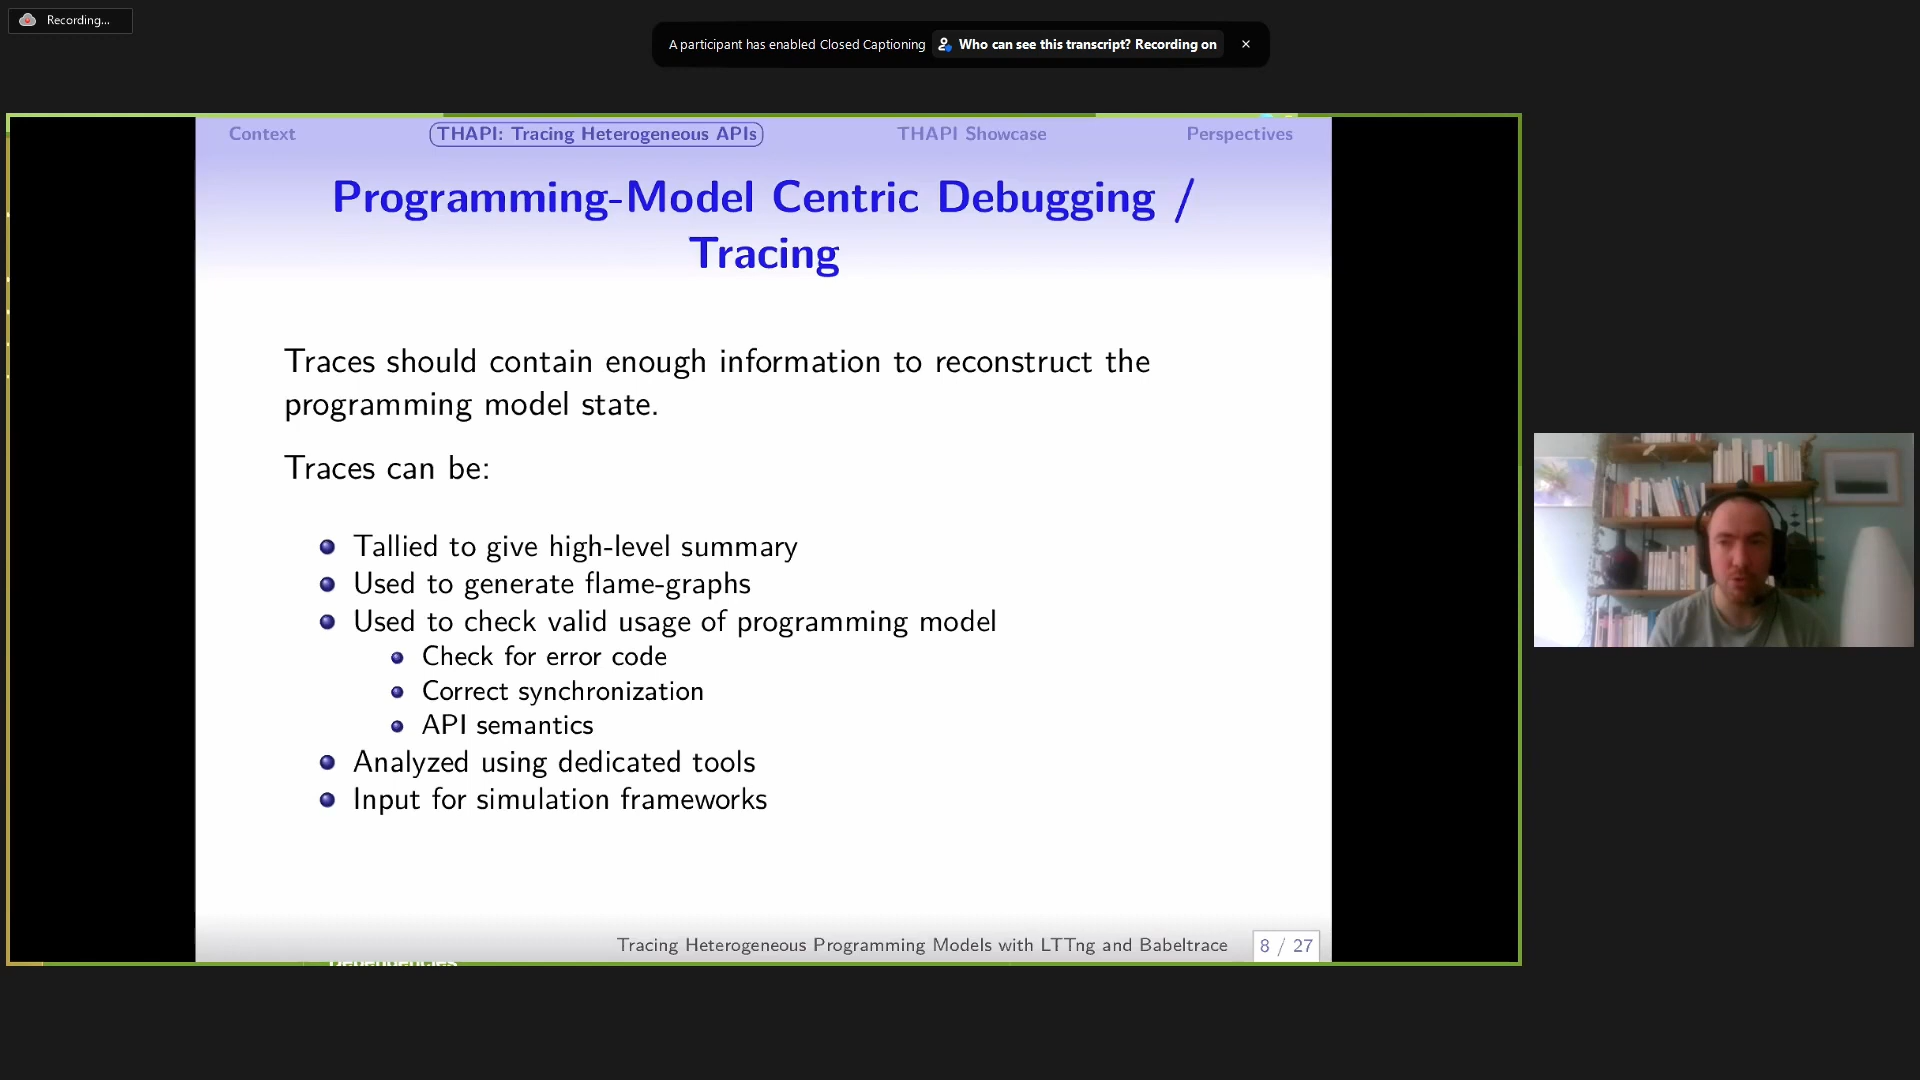 Recording...
A participant has enabled Closed Captioning Who can see this transcript? Recording on
Context THAPI: Tracing Heterogeneous APIs THAPI Showcase Perspectives
Programming-Model Centric Debugging /
Tracing
Traces should contain enough information to reconstruct the
programming model state.
Traces can be:
Tallied to give high-level summary
Used to generate flame-graphs
Used to check valid usage of programming model
Check for error code
Correct synchronization
API semantics
Analyzed using dedicated tools
Input for simulation frameworks
Tracing Heterogeneous Programming Models with LTTng and Babeltrace 8 / 27